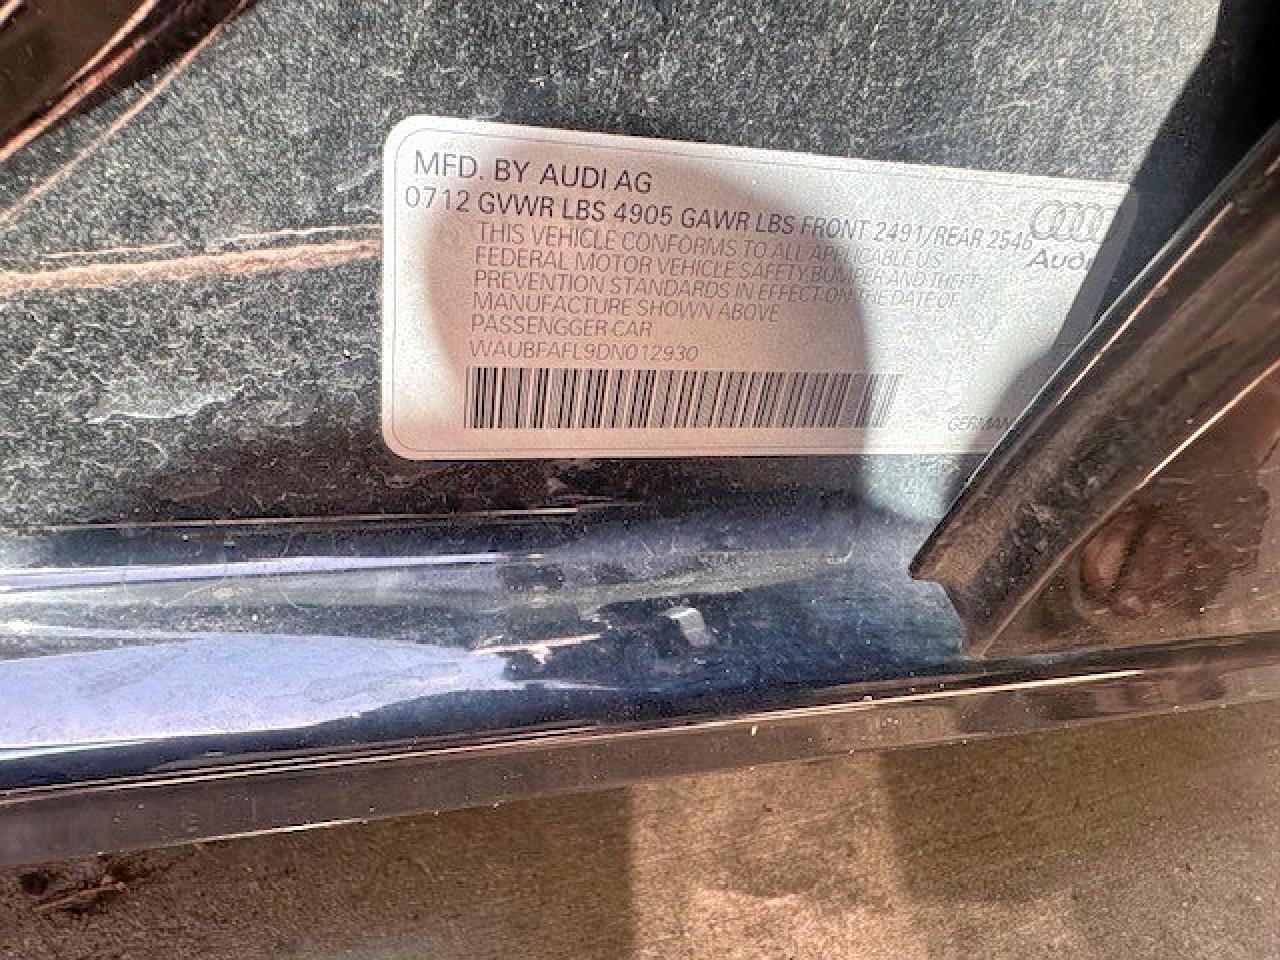 MFD. BY AUDI AG
0712 GVWR LBS 4905 GAWR LBS FRONT 2491/REAR 2546
THIS VEHICLE CONFORMS TO ALL APPLICABLE U.S.
FEDERAL MOTOR VEHICLE SAFETY, BUMPER AND THEFT
PREVENTION STANDARDS IN EFFECT ON THE DATE OF
MANUFACTURE SHOWN ABOVE
PASSENGGER CAR
WAUBFAFL9DN012930
Audi
GERMAN